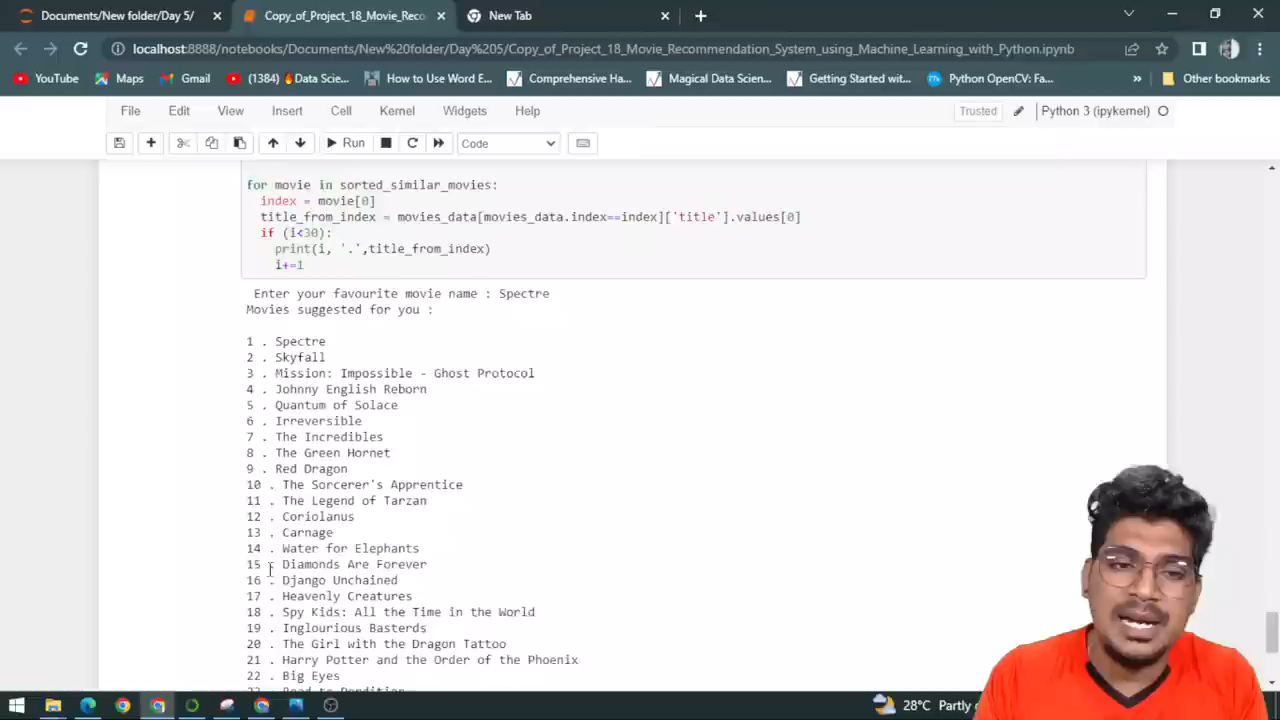 Documents/New folder/Day 5/
Copy_of_Project_18_Movie_Reco
New Tab
localhost:8888/notebooks/Documents/New%20folder/Day%205/Copy_of_Project_18_Movie_Recommendation_System_using_Machine_Learning_with_Python.ipynb
YouTube
Maps
Gmail
(1384) 🔥Data Scie...
How to Use Word E...
Comprehensive Ha...
Magical Data Scien...
Getting Started wit...
Python OpenCV: Fa...
»
Other bookmarks
File
Edit
View
Insert
Cell
Kernel
Widgets
Help
Trusted
Python 3 (ipykernel)
Run
Code
for movie in sorted_similar_movies:
index = movie[0]
title_from_index = movies_data[movies_data.index==index]['title'].values[0]
if (i<30):
print(i, '.',title_from_index)
i+=1
Enter your favourite movie name : Spectre
Movies suggested for you :
1 . Spectre
2 . Skyfall
3 . Mission: Impossible - Ghost Protocol
4 . Johnny English Reborn
5 . Quantum of Solace
6 . Irreversible
7 . The Incredibles
8 . The Green Hornet
9 . Red Dragon
10 . The Sorcerer's Apprentice
11 . The Legend of Tarzan
12 . Coriolanus
13 . Carnage
14 . Water for Elephants
15 . Diamonds Are Forever
16 . Django Unchained
17 . Heavenly Creatures
18 . Spy Kids: All the Time in the World
19 . Inglourious Basterds
20 . The Girl with the Dragon Tattoo
21 . Harry Potter and the Order of the Phoenix
22 . Big Eyes
28°C Partly